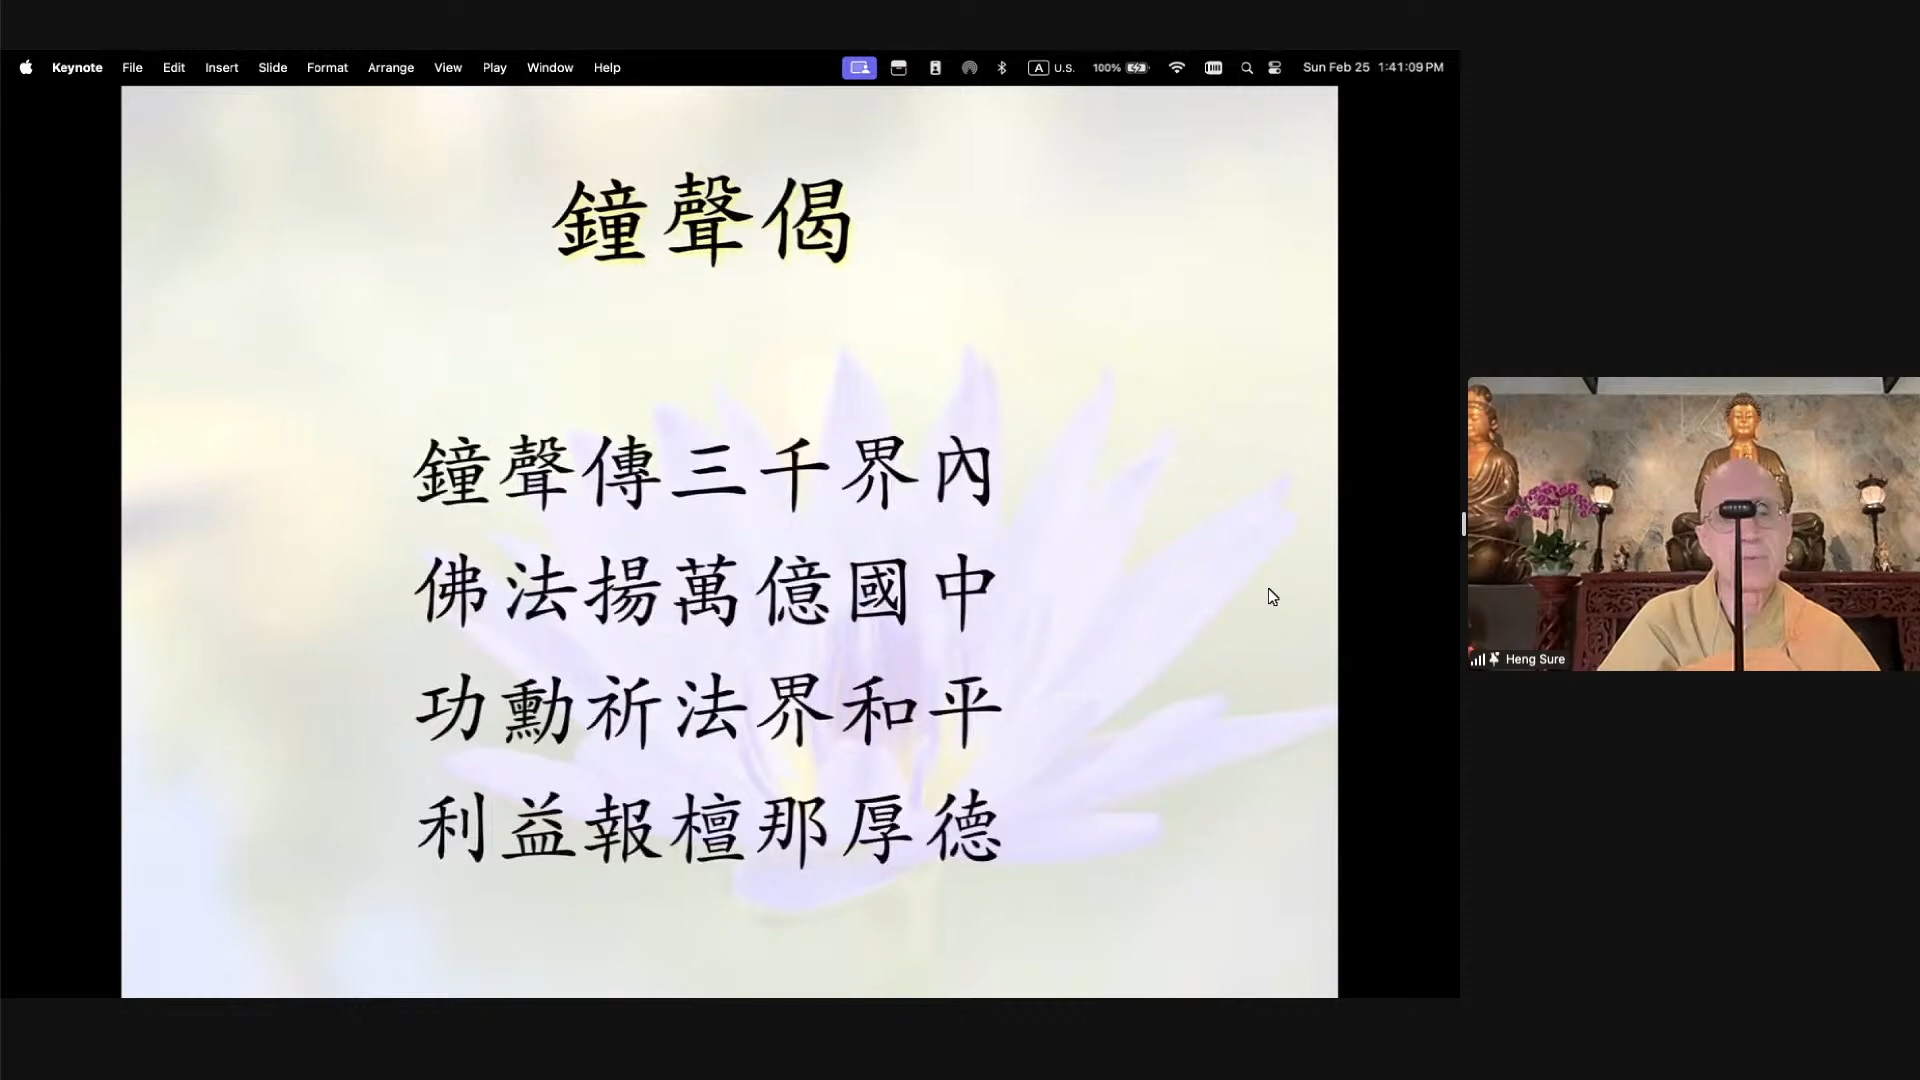 Keynote File Edit Insert Slide Format Arrange View Play Window Help A U.S. 100% Sun Feb 25 1:41:09 PM
鐘聲偈
鐘聲傳三千界內
佛法揚萬億國中
功勳祈法界和平
利益報檀那厚德
Heng Sure